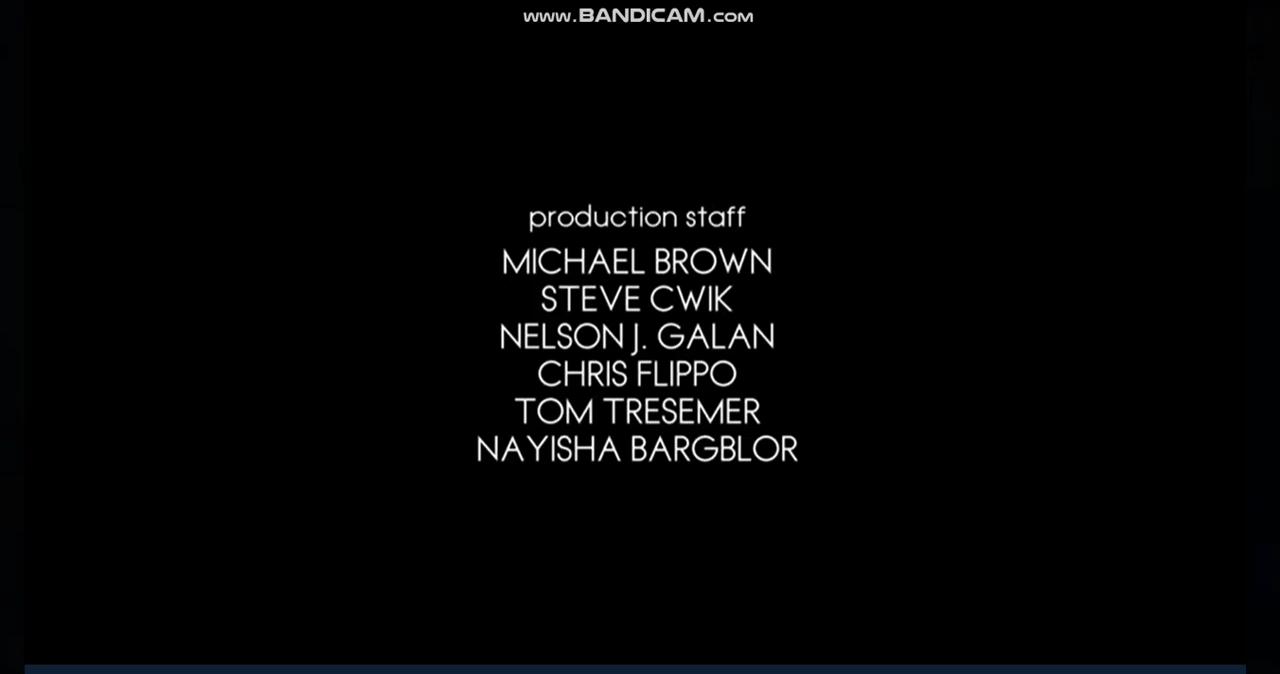 www.BANDICAM.com
production staff
MICHAEL BROWN
STEVE CWIK
NELSON J. GALAN
CHRIS FLIPPO
TOM TRESEMER
NAYISHA BARGBLOR